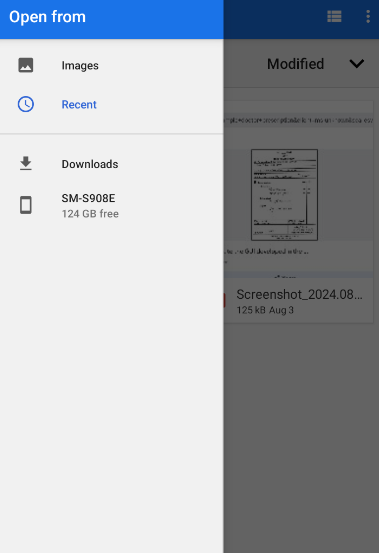 Open from
Images
Recent
Downloads
SM-S908E
124 GB free
Modified
Screenshot_2024.08...
125 kB Aug 3